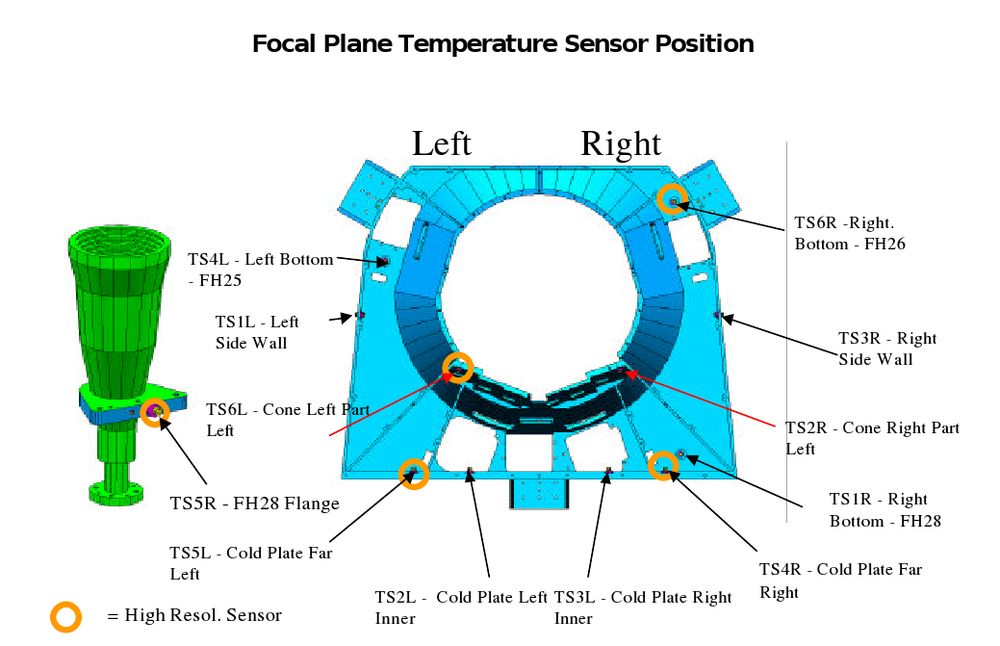 Focal Plane Temperature Sensor Position
Left
Right
TS6R -Right.
Bottom - FH26
TS4L - Left Bottom
- FH25
TS1L - Left
Side Wall
TS3R - Right
Side Wall
TS6L - Cone Left Part
Left
TS2R - Cone Right Part
Left
TS5R - FH28 Flange
TS1R - Right
Bottom - FH28
TS5L - Cold Plate Far
Left
TS4R - Cold Plate Far
Right
TS2L - Cold Plate Left
Inner
TS3L - Cold Plate Right
Inner
= High Resol. Sensor